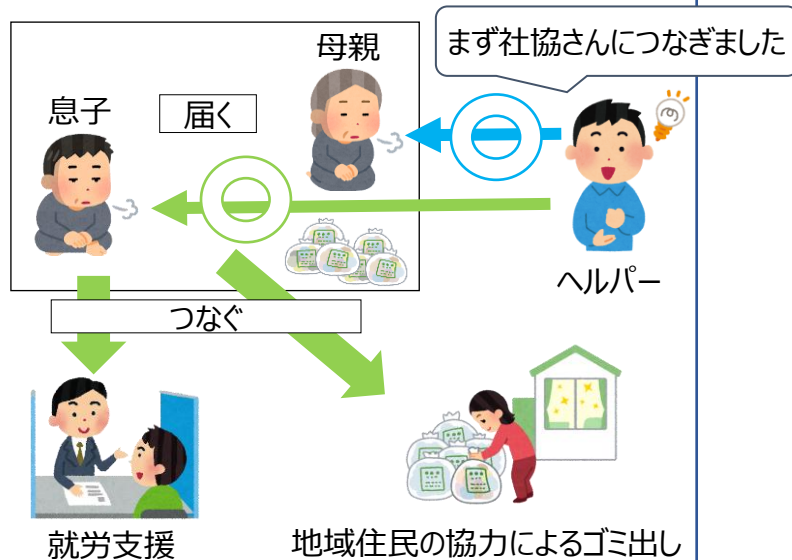 まず社協さんにつなぎました
母親
息子
届く
ヘルパー
つなぐ
就労支援
地域住民の協力によるゴミ出し